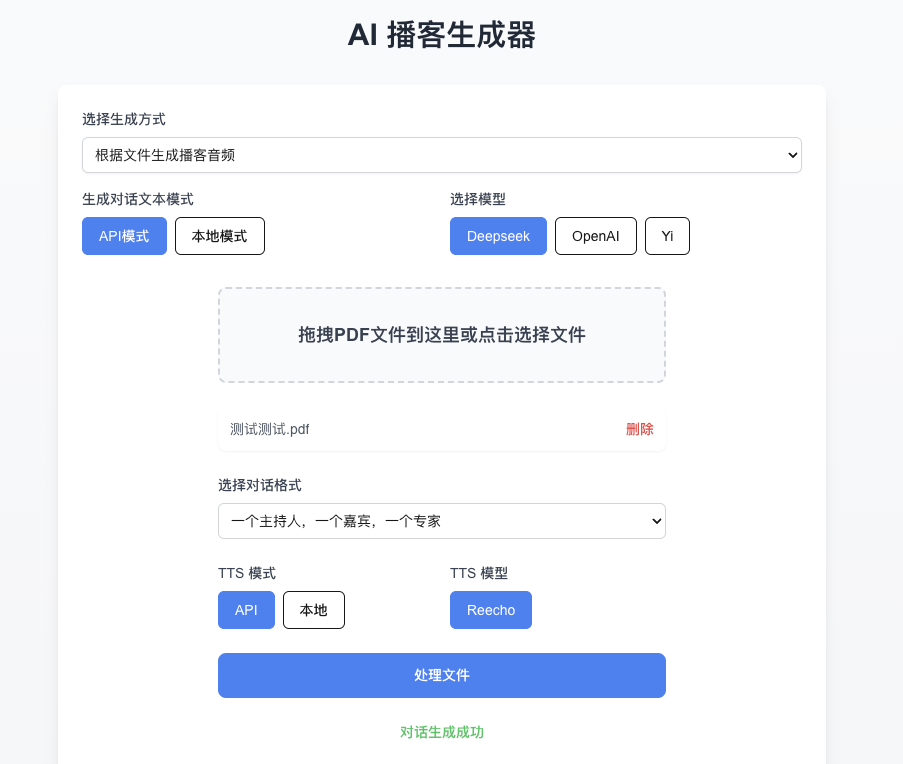 AI 播客生成器
选择生成方式
根据文件生成播客音频
生成对话文本模式
选择模型
API模式 本地模式
Deepseek OpenAI Yi
拖拽PDF文件到这里或点击选择文件
测试测试.pdf 删除
选择对话格式
一个主持人，一个嘉宾，一个专家
TTS 模式
TTS 模型
API 本地
Reecho
处理文件
对话生成成功